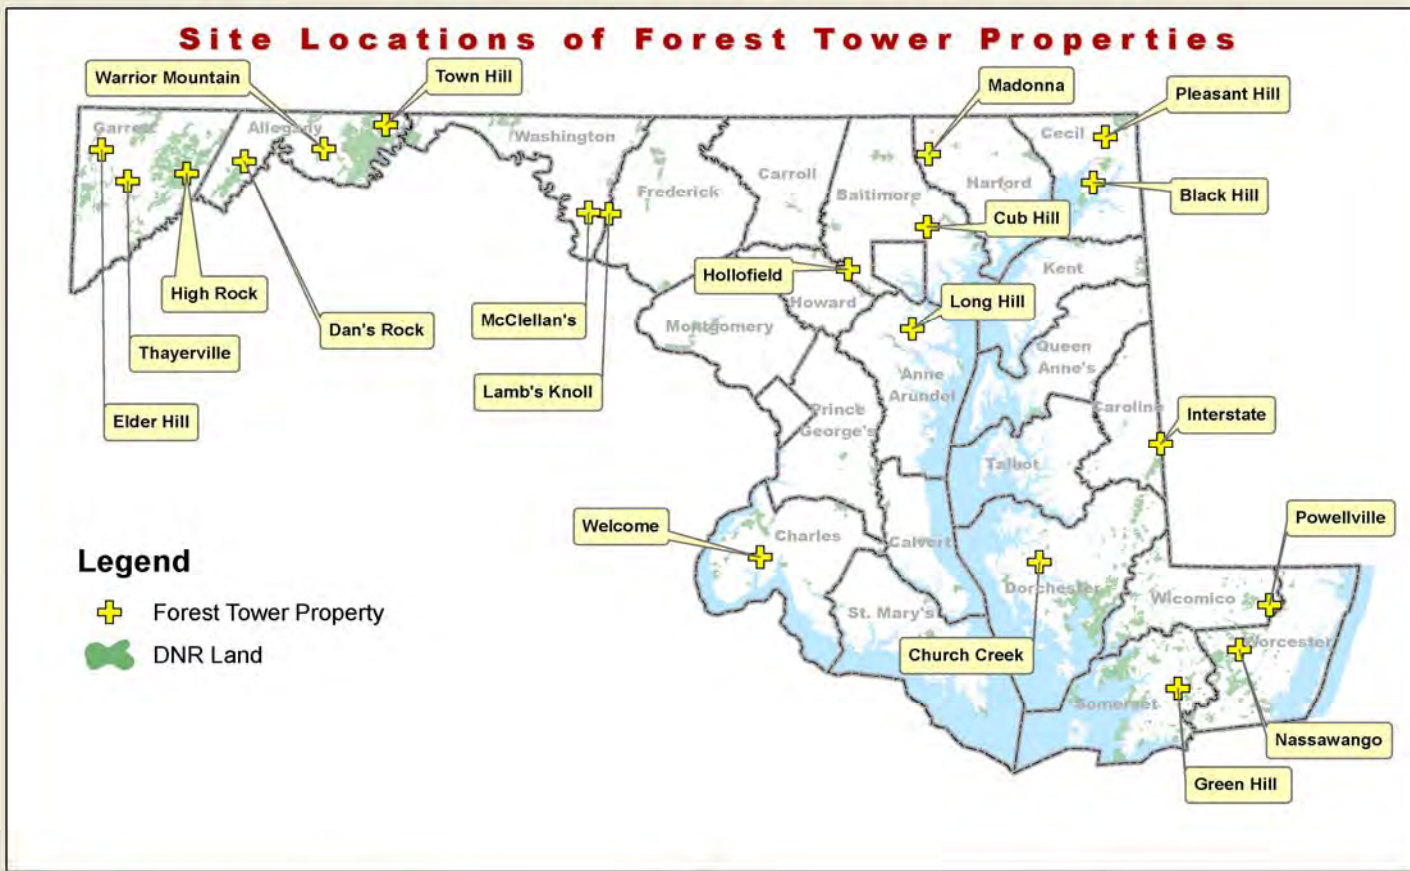 Site Locations of Forest Tower Properties
Warrior Mountain
Town Hill
Madonna
Pleasant Hill
Garrett
Allegany
Washington
Cecil
Frederick
Carroll
Baltimore
Harford
Black Hill
Cub Hill
Hollofield
Kent
High Rock
Howard
Long Hill
McClellan's
Dan's Rock
Montgomery
Thayerville
Queen
Anne's
Anne
Arundel
Lamb's Knoll
Prince
George's
Caroline
Interstate
Elder Hill
Talbot
Powellville
Welcome
Charles
Calvert
Legend
Dorchester
Wicomico
Forest Tower Property
St. Mary's
Worcester
DNR Land
Church Creek
Somerset
Nassawango
Green Hill